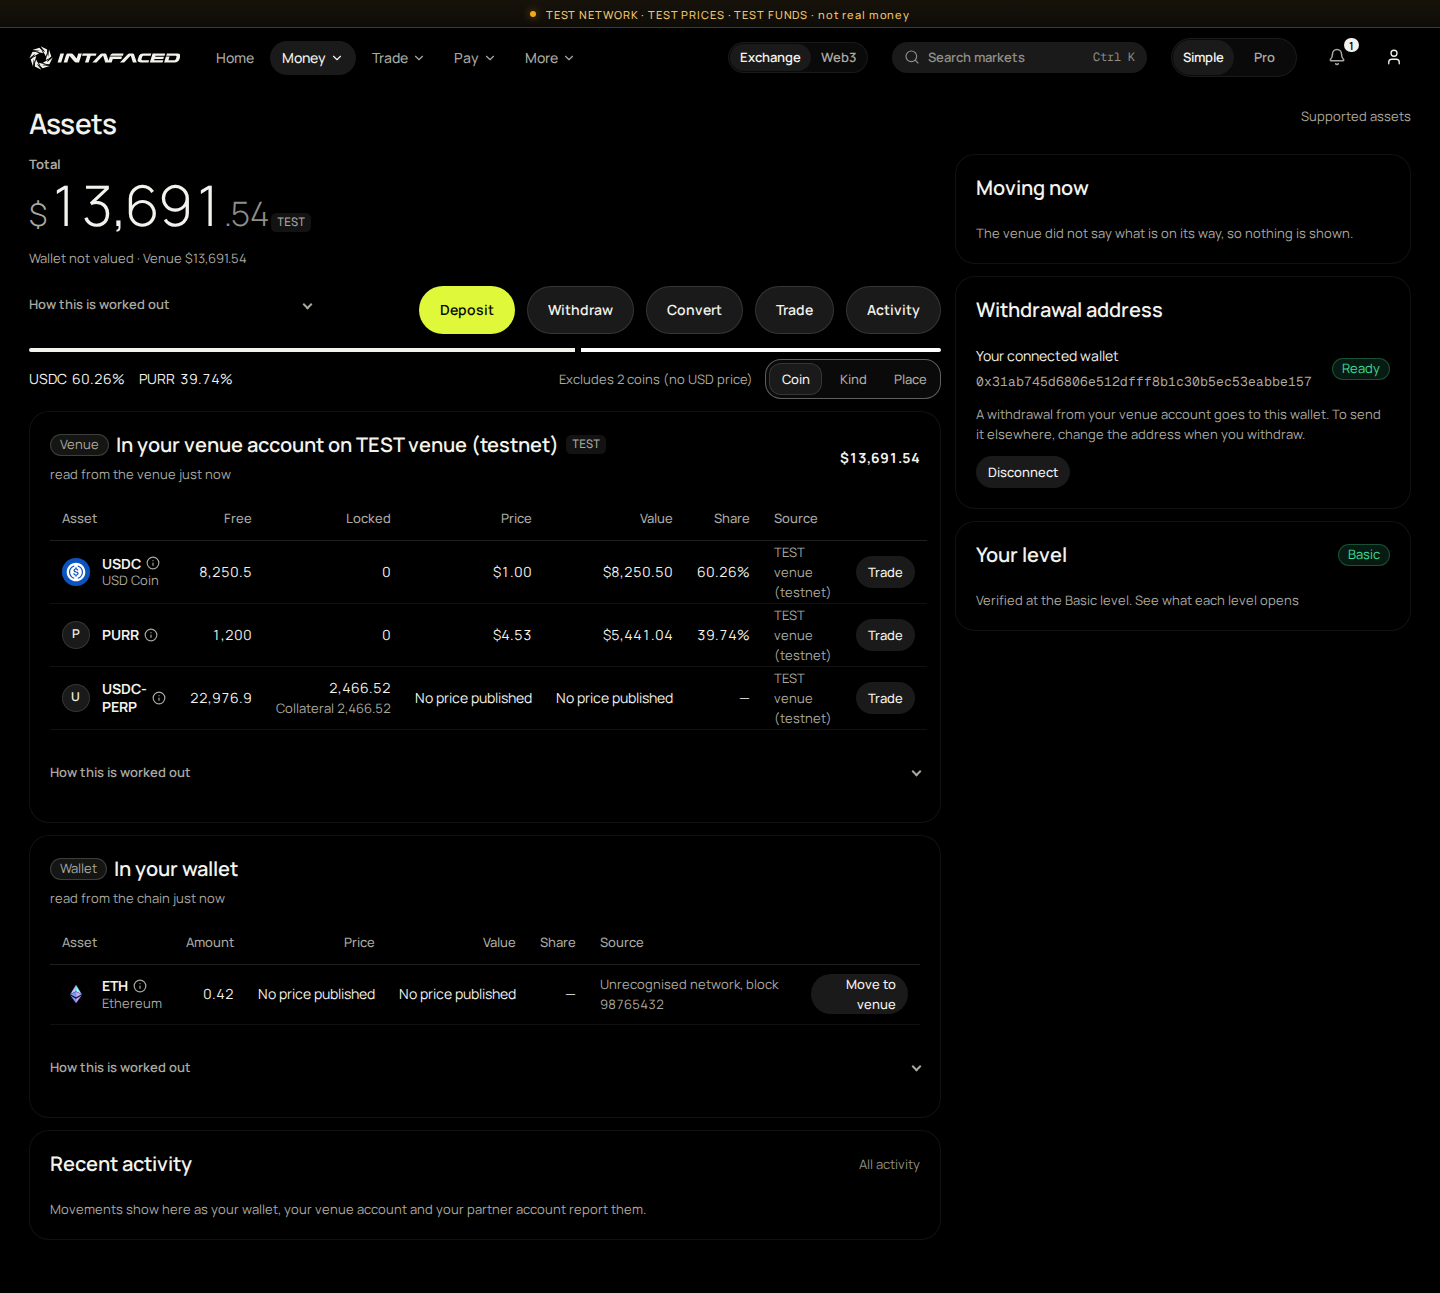 TEST NETWORK · TEST PRICES · TEST FUNDS · not real money
INTAFACED
Home
Money
Trade
Pay
More
Exchange
Web3
Search markets
Ctrl K
Simple
Pro
1
Assets
Supported assets
Total
$13,691.54 TEST
Wallet not valued · Venue $13,691.54
How this is worked out
Deposit
Withdraw
Convert
Trade
Activity
USDC 60.26% PURR 39.74%
Excludes 2 coins (no USD price)
Coin
Kind
Place
Venue In your venue account on TEST venue (testnet) TEST
read from the venue just now
$13,691.54
Asset Free Locked Price Value Share Source
USDC
USD Coin
8,250.5 0 $1.00 $8,250.50 60.26%
TEST
venue
(testnet)
Trade
P PURR 1,200 0 $4.53 $5,441.04 39.74%
TEST
venue
(testnet)
Trade
U USDC-
PERP
22,976.9
2,466.52
Collateral 2,466.52
No price published No price published —
TEST
venue
(testnet)
Trade
How this is worked out
Wallet In your wallet
read from the chain just now
Asset Amount Price Value Share Source
ETH
Ethereum
0.42 No price published No price published —
Unrecognised network, block
98765432
Move to
venue
How this is worked out
Recent activity
All activity
Movements show here as your wallet, your venue account and your partner account report them.
Moving now
The venue did not say what is on its way, so nothing is shown.
Withdrawal address
Your connected wallet
0x31ab745d6806e512dfff8b1c30b5ec53eabbe157
Ready
A withdrawal from your venue account goes to this wallet. To send
it elsewhere, change the address when you withdraw.
Disconnect
Your level
Basic
Verified at the Basic level. See what each level opens